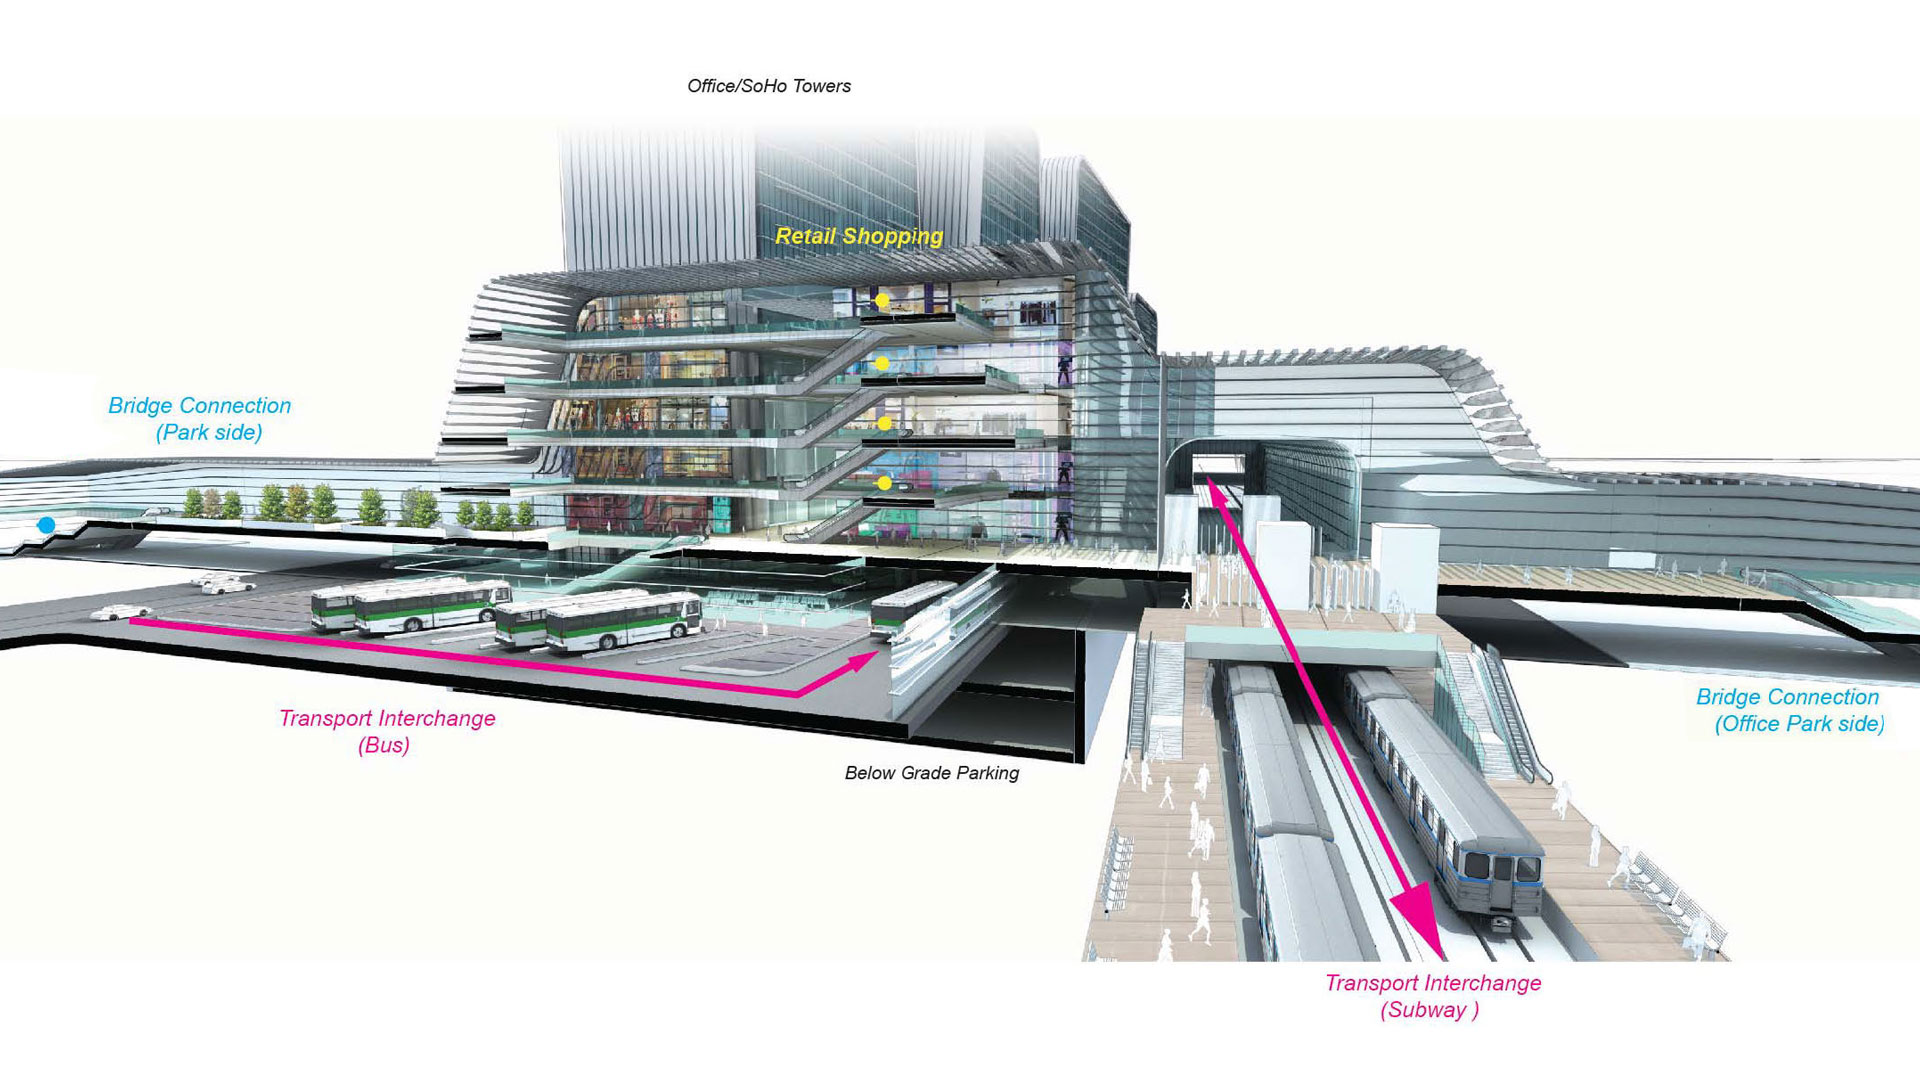 Office/SoHo Towers
Retail Shopping
Bridge Connection
(Park side)
Transport Interchange
(Bus)
Below Grade Parking
Bridge Connection
(Office Park side)
Transport Interchange
(Subway )